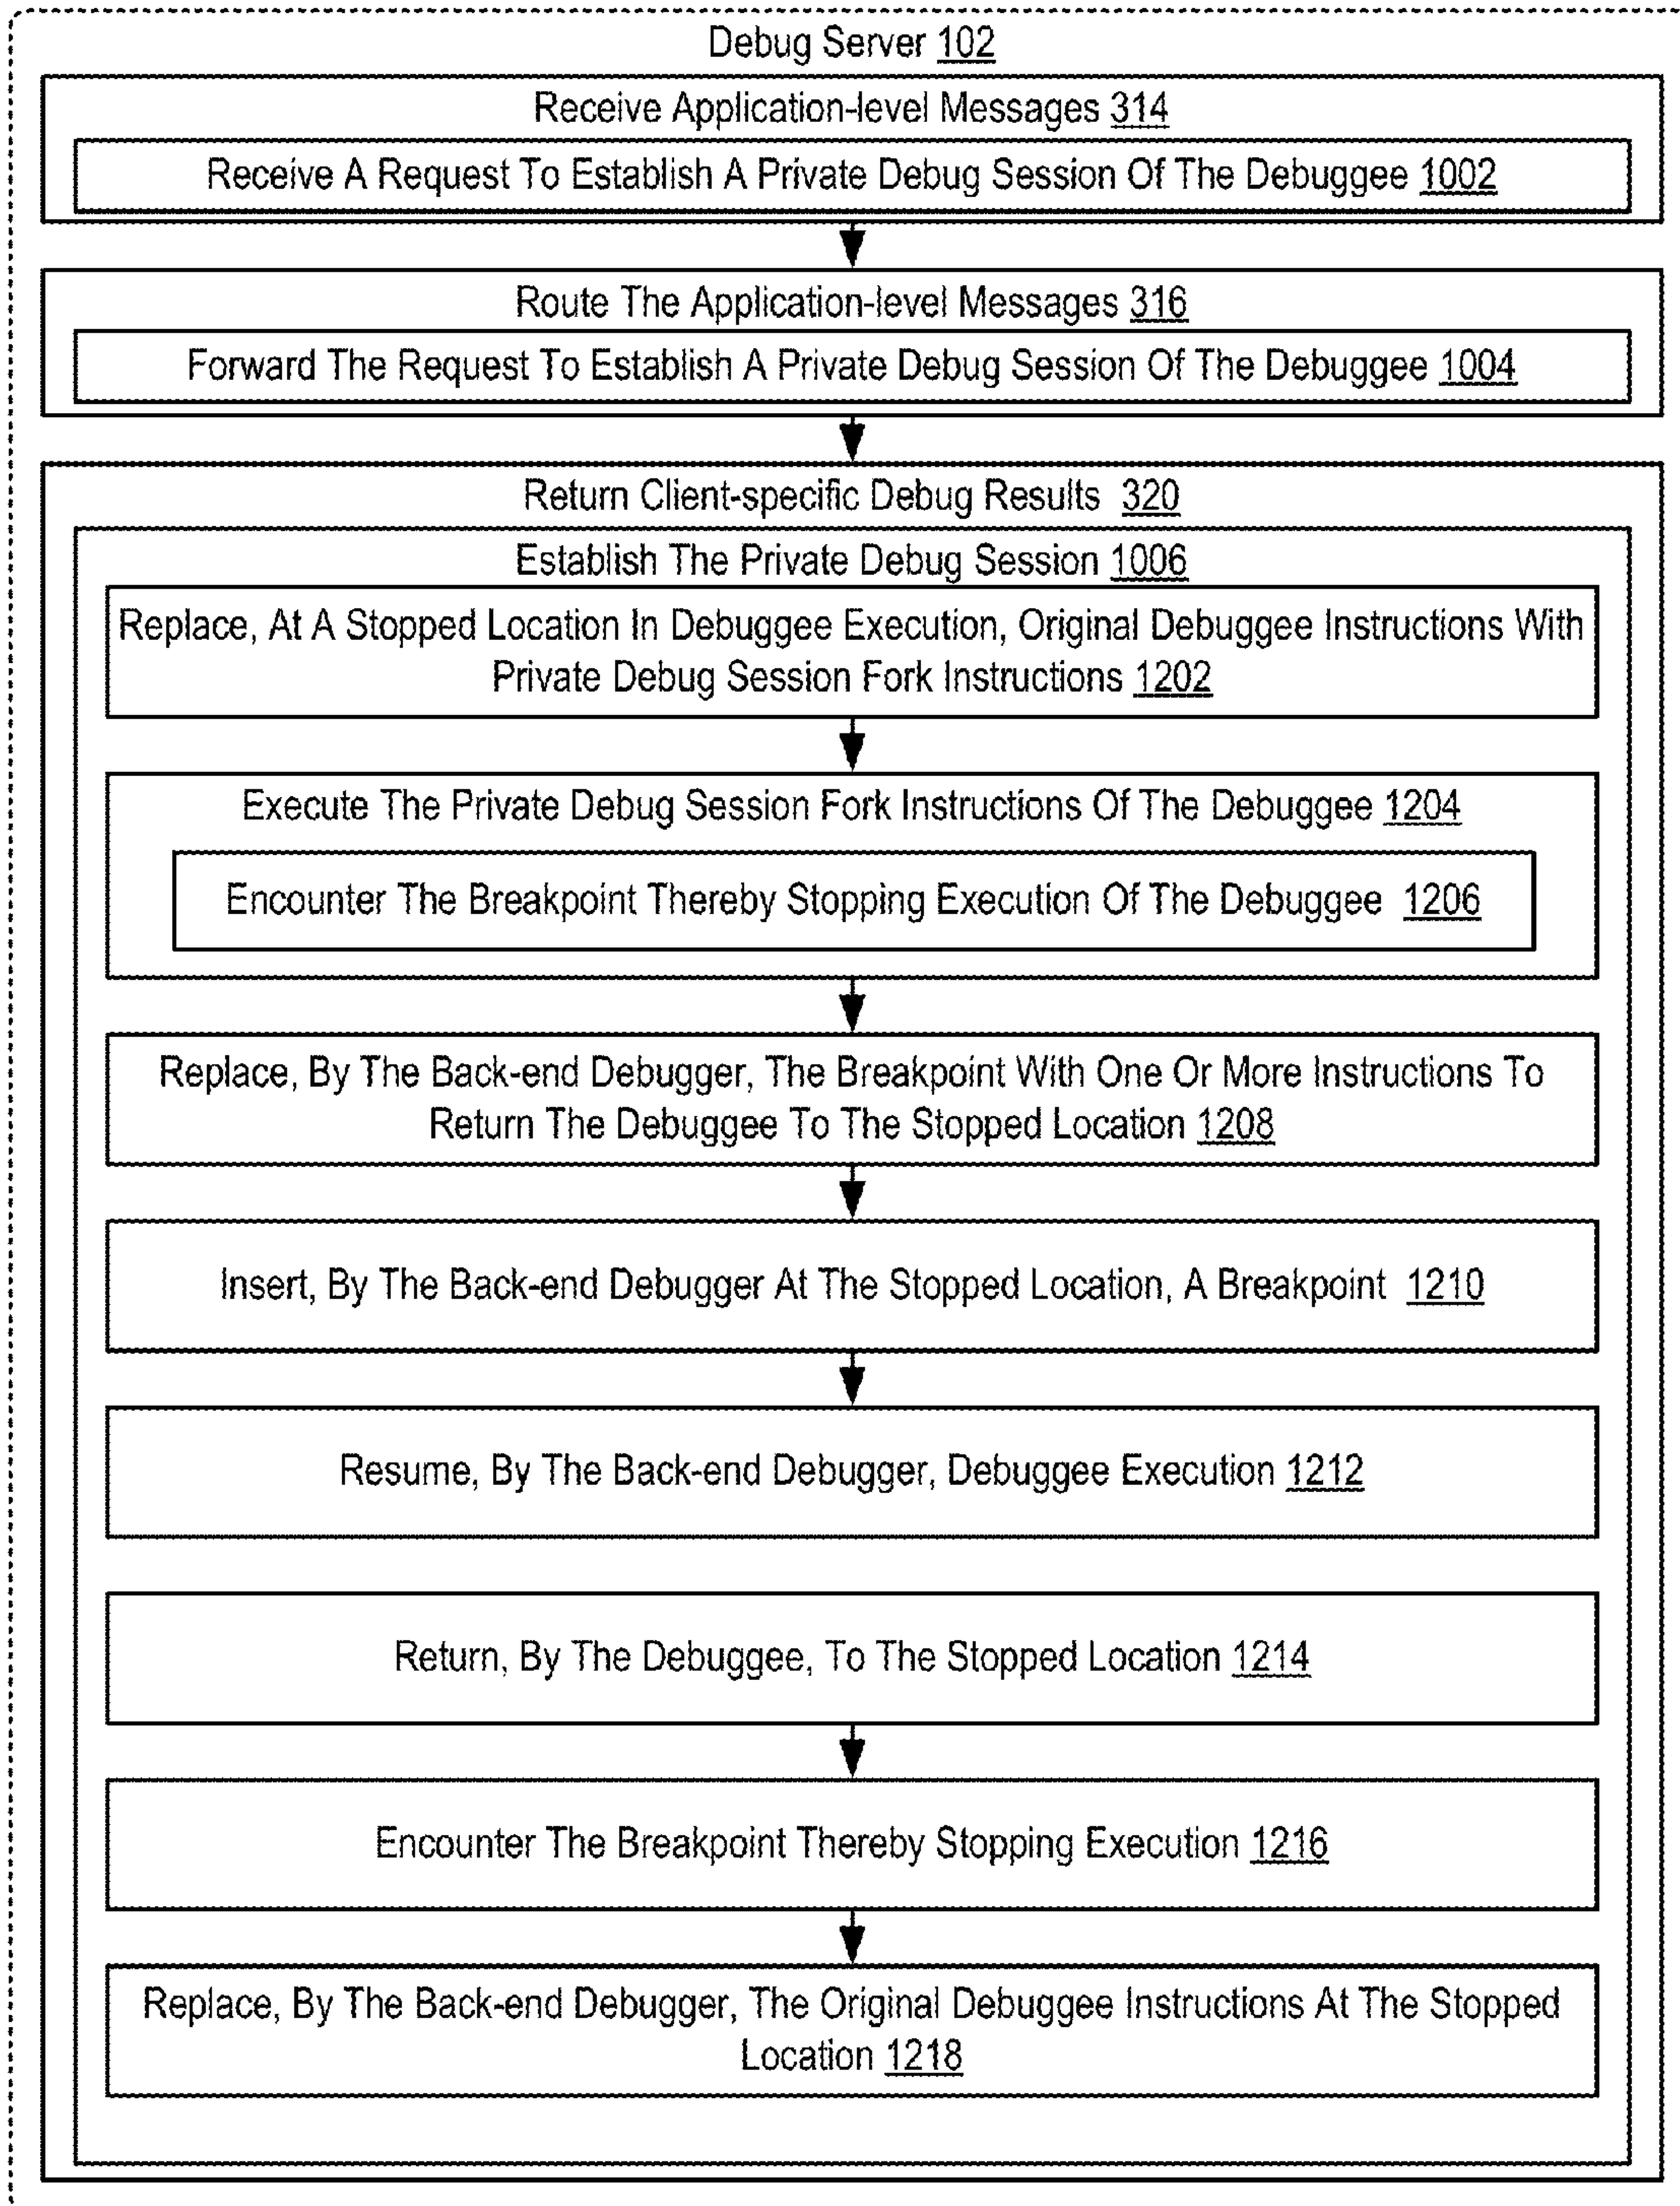 Debug Server 102
Receive Application-level Messages 314
Receive A Request To Establish A Private Debug Session Of The Debuggee 1002
Route The Application-level Messages 316
Forward The Request To Establish A Private Debug Session Of The Debuggee 1004
Return Client-specific Debug Results 320
Establish The Private Debug Session 1006
Replace, At A Stopped Location In Debuggee Execution, Original Debuggee Instructions With
Private Debug Session Fork Instructions 1202
Execute The Private Debug Session Fork Instructions Of The Debuggee 1204
Encounter The Breakpoint Thereby Stopping Execution Of The Debuggee 1206
Replace, By The Back-end Debugger, The Breakpoint With One Or More Instructions To
Return The Debuggee To The Stopped Location 1208
Insert, By The Back-end Debugger At The Stopped Location, A Breakpoint 1210
Resume, By The Back-end Debugger, Debuggee Execution 1212
Return, By The Debuggee, To The Stopped Location 1214
Encounter The Breakpoint Thereby Stopping Execution 1216
Replace, By The Back-end Debugger, The Original Debuggee Instructions At The Stopped
Location 1218